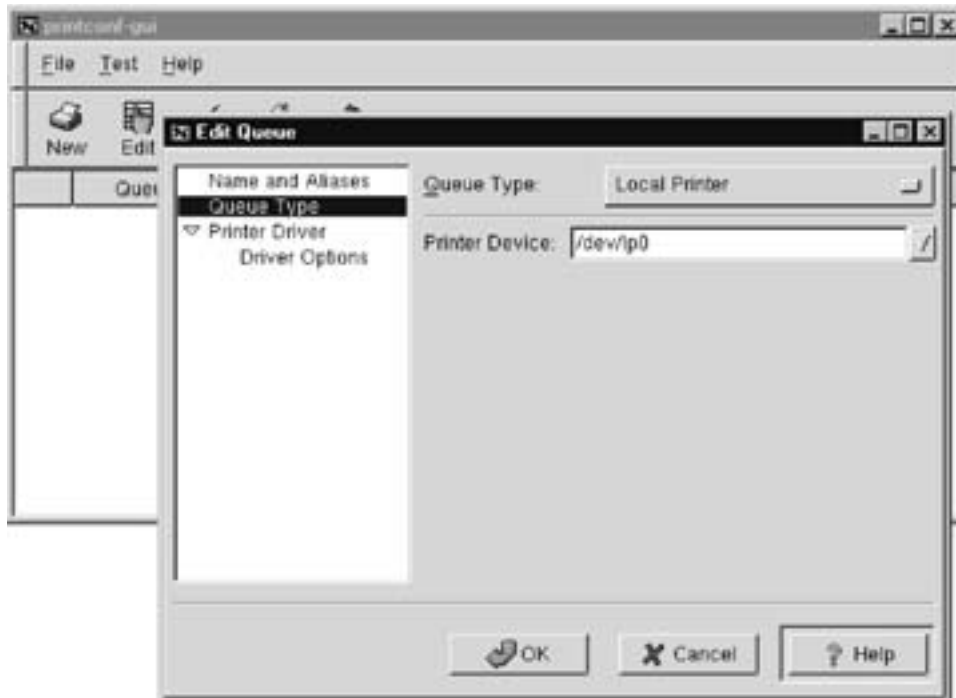 printconf-gui
File Test Help
New Edit
Queu
Edit Queue
Name and Aliases
Queue Type
Printer Driver
Driver Options
Queue Type: Local Printer
Printer Device: /dev/lp0 /
OK Cancel ? Help